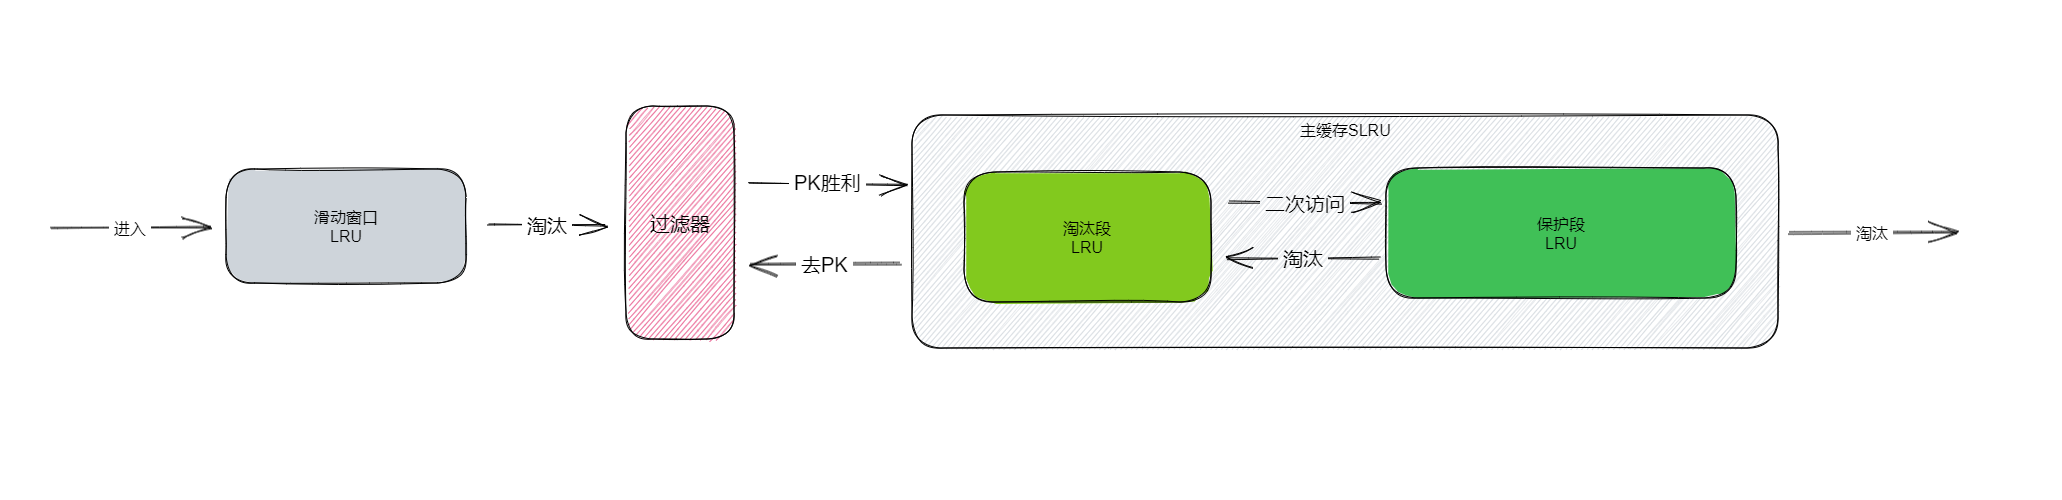 进入
滑动窗口
LRU
淘汰
过滤器
PK胜利
去PK
主缓存SLRU
淘汰段
LRU
二次访问
淘汰
保护段
LRU
淘汰